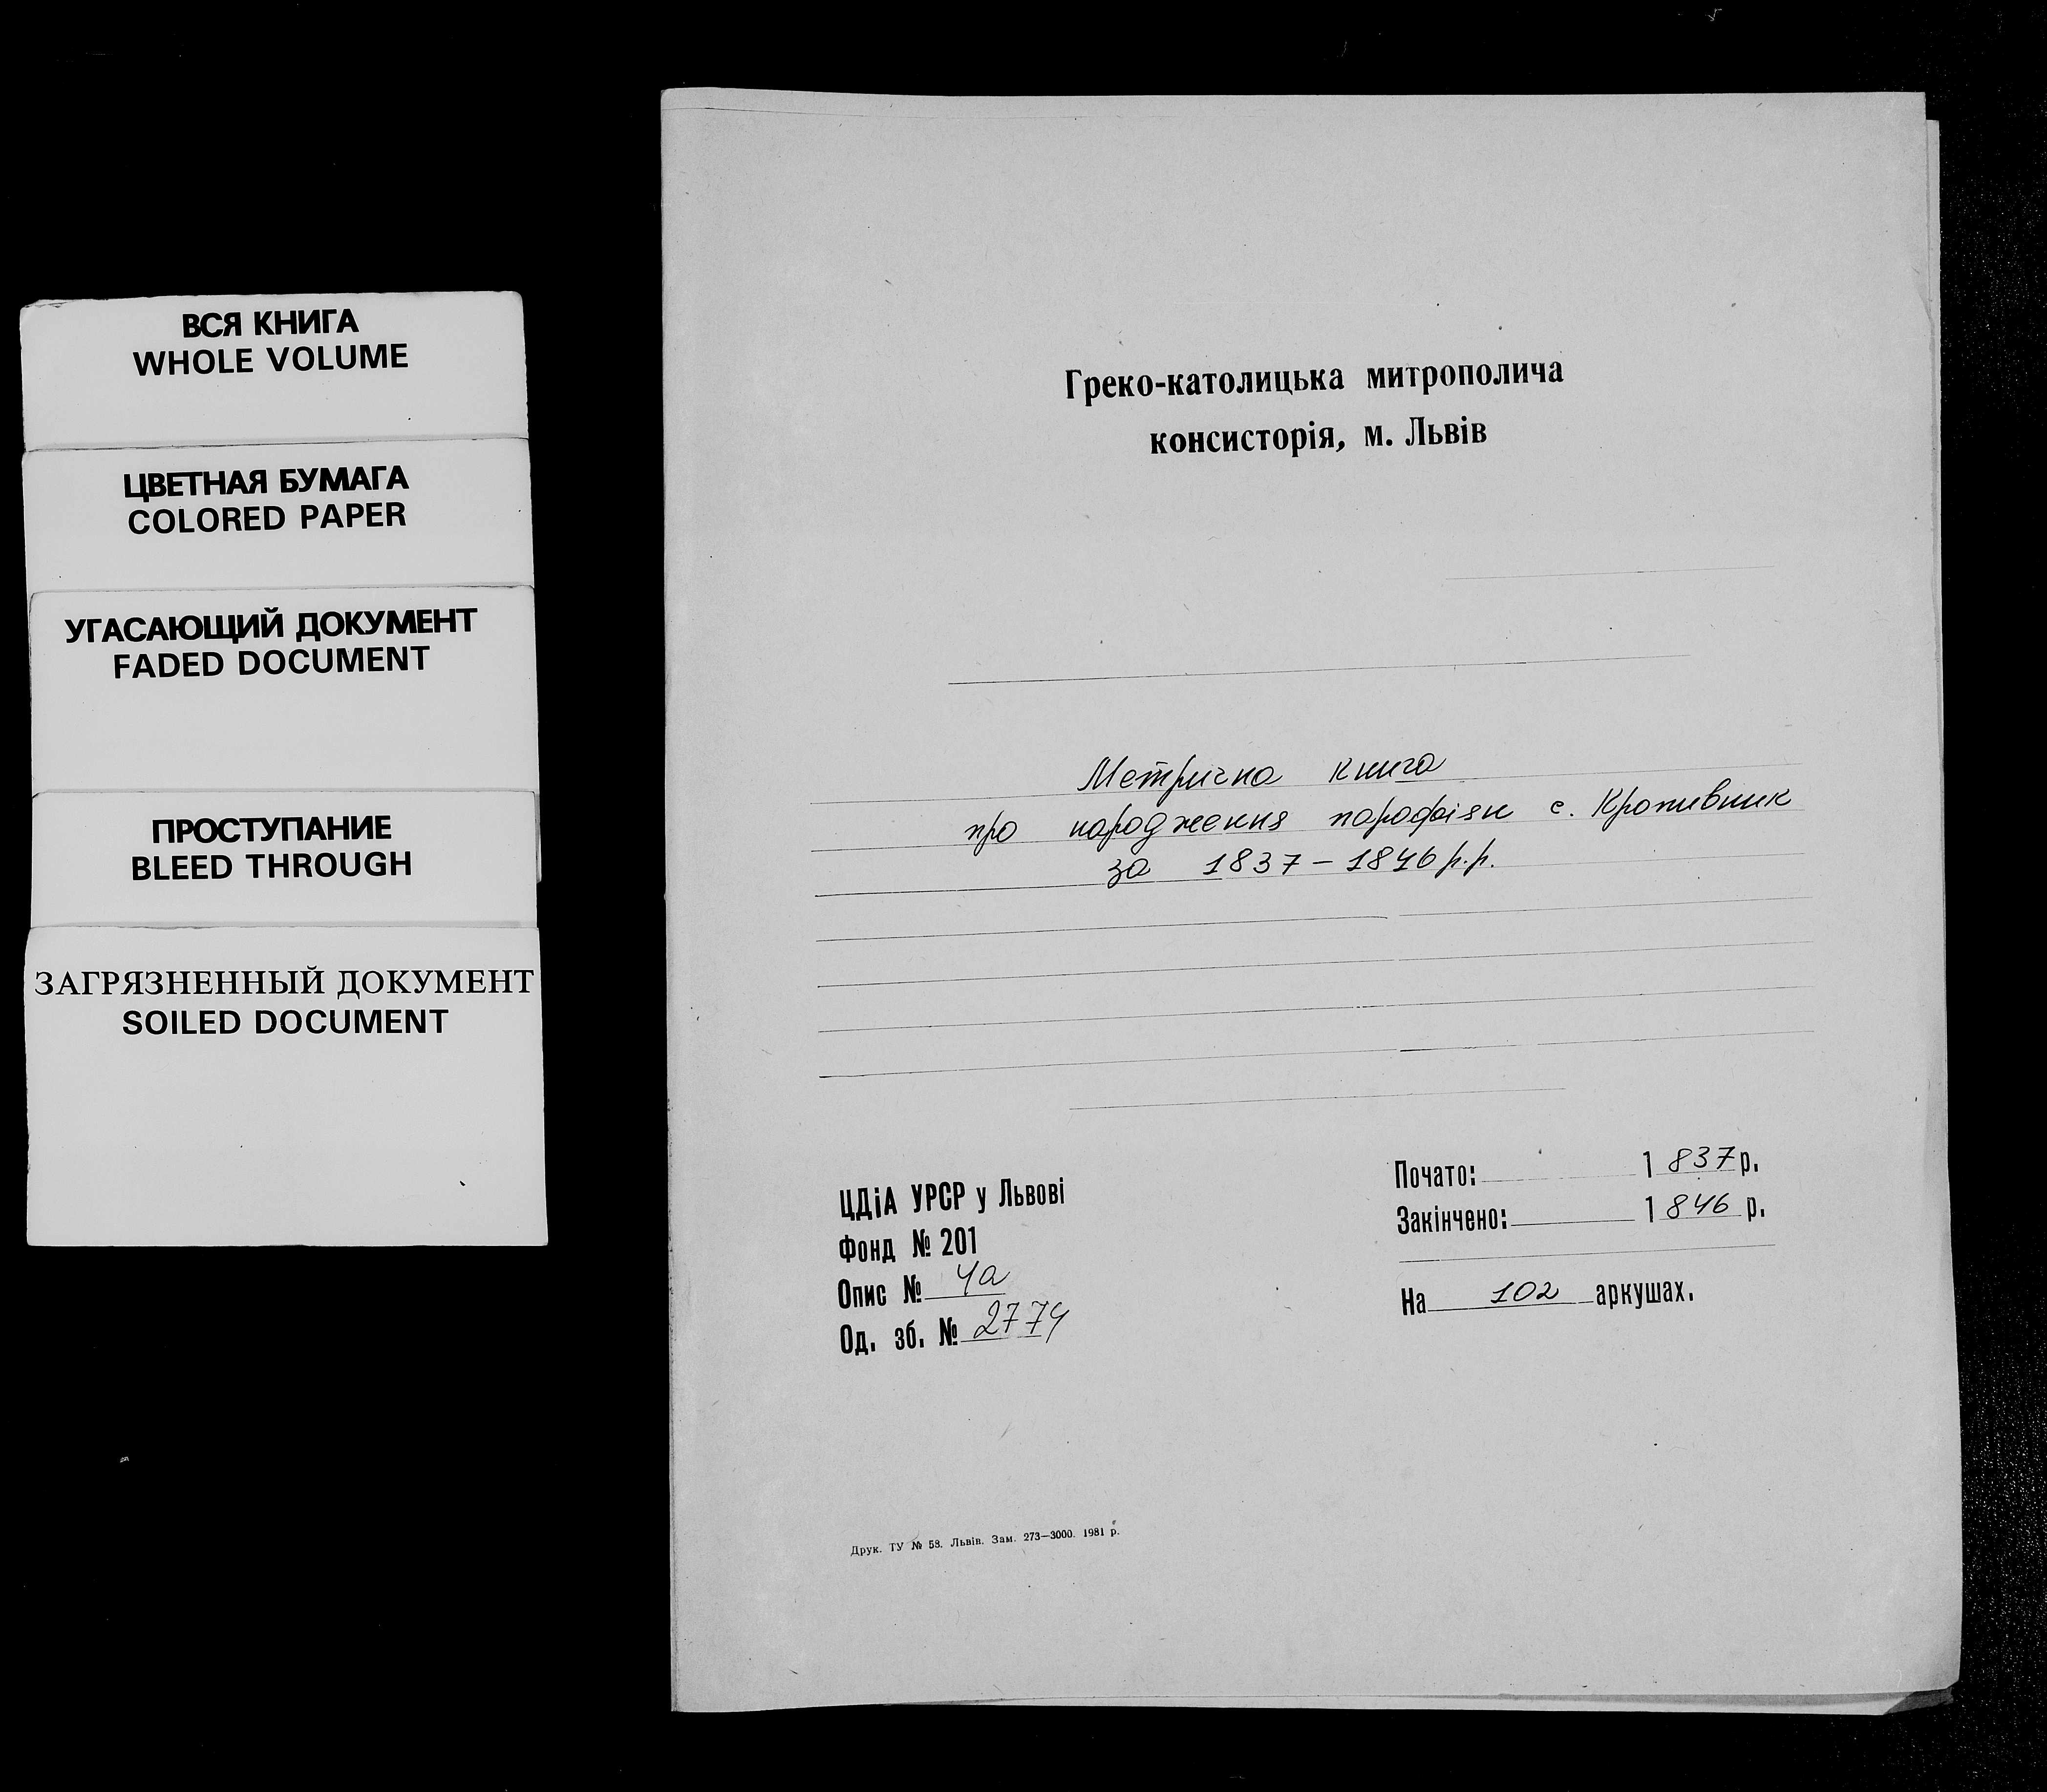 ВСЯ КНИГА
WHOLE VOLUME
ЦВЕТНАЯ БУМАГА
COLORED PAPER
УГАСАЮЩИЙ ДОКУМЕНТ
FADED DOCUMENT
ПРОСТУПАНИЕ
BLEED THROUGH
ЗАГРЯЗНЕННЫЙ ДОКУМЕНТ
SOILED DOCUMENT
Греко-католицька митрополича
консисторія, м. Львів
Метрична книга
про народження парафіян с. Кропивник
за 1837 – 1846 р.р.
ЦДіА УРСР у Львові
Фонд № 201
Опис № 4а
Од. зб. № 2774
Почато: 1837 р.
Закінчено: 1846 р.
На 102 аркушах.
Друк. ТУ № 58. Львів. Зам. 273—3000. 1981 р.